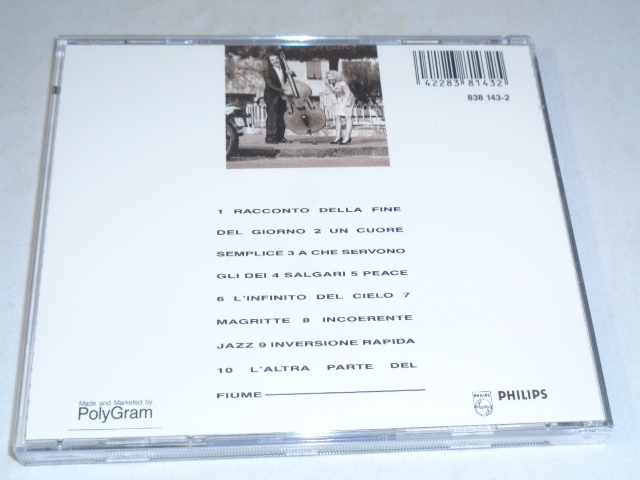 42283 81432
838 143-2
1 RACCONTO DELLA FINE
DEL GIORNO 2 UN CUORE
SEMPLICE 3 A CHE SERVONO
GLI DEI 4 SALGARI 5 PEACE
6 L'INFINITO DEL CIELO 7
MAGRITTE 8 INCOERENTE
JAZZ 9 INVERSIONE RAPIDA
10 L'ALTRA PARTE DEL
FIUME
Made and Marketed by
PolyGram
PHILIPS
PHILIPS